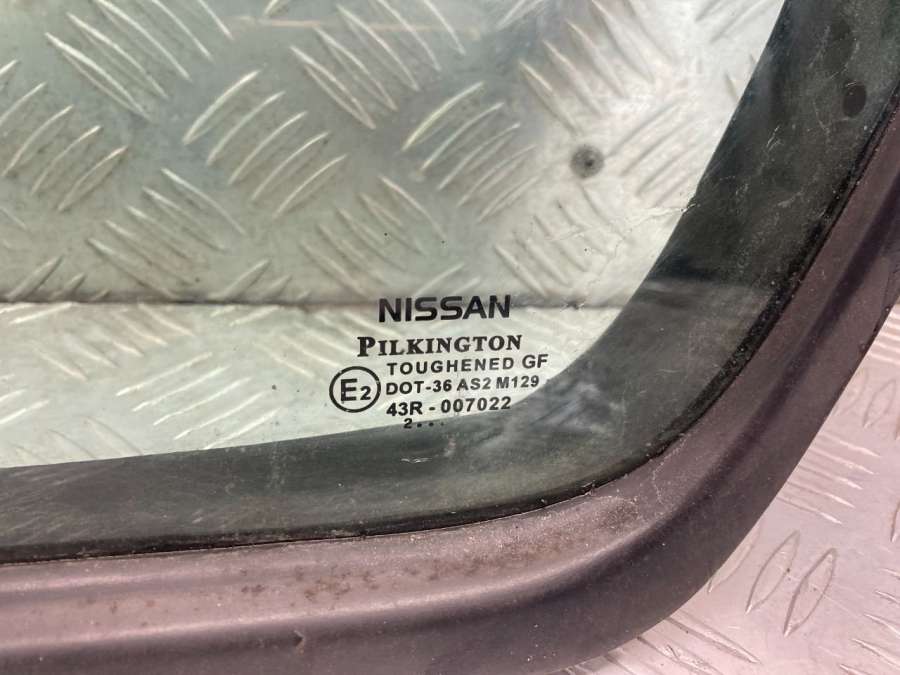 NISSAN
PILKINGTON
TOUGHENED GF
E2 DOT-36 AS2 M129
43R - 007022
2...